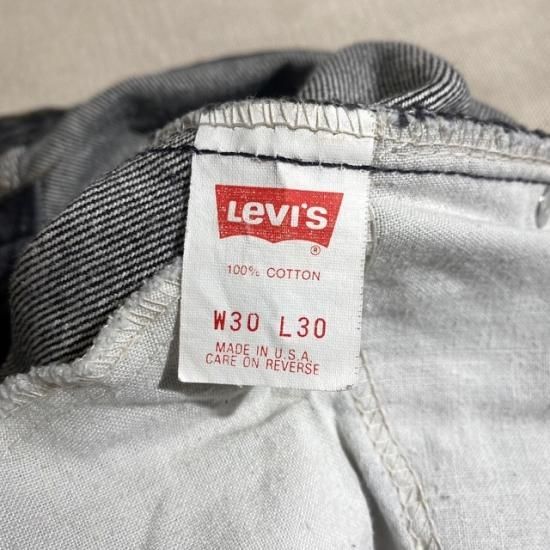 Levi's
®
100% COTTON
W30 L30
MADE IN U.S.A.
CARE ON REVERSE